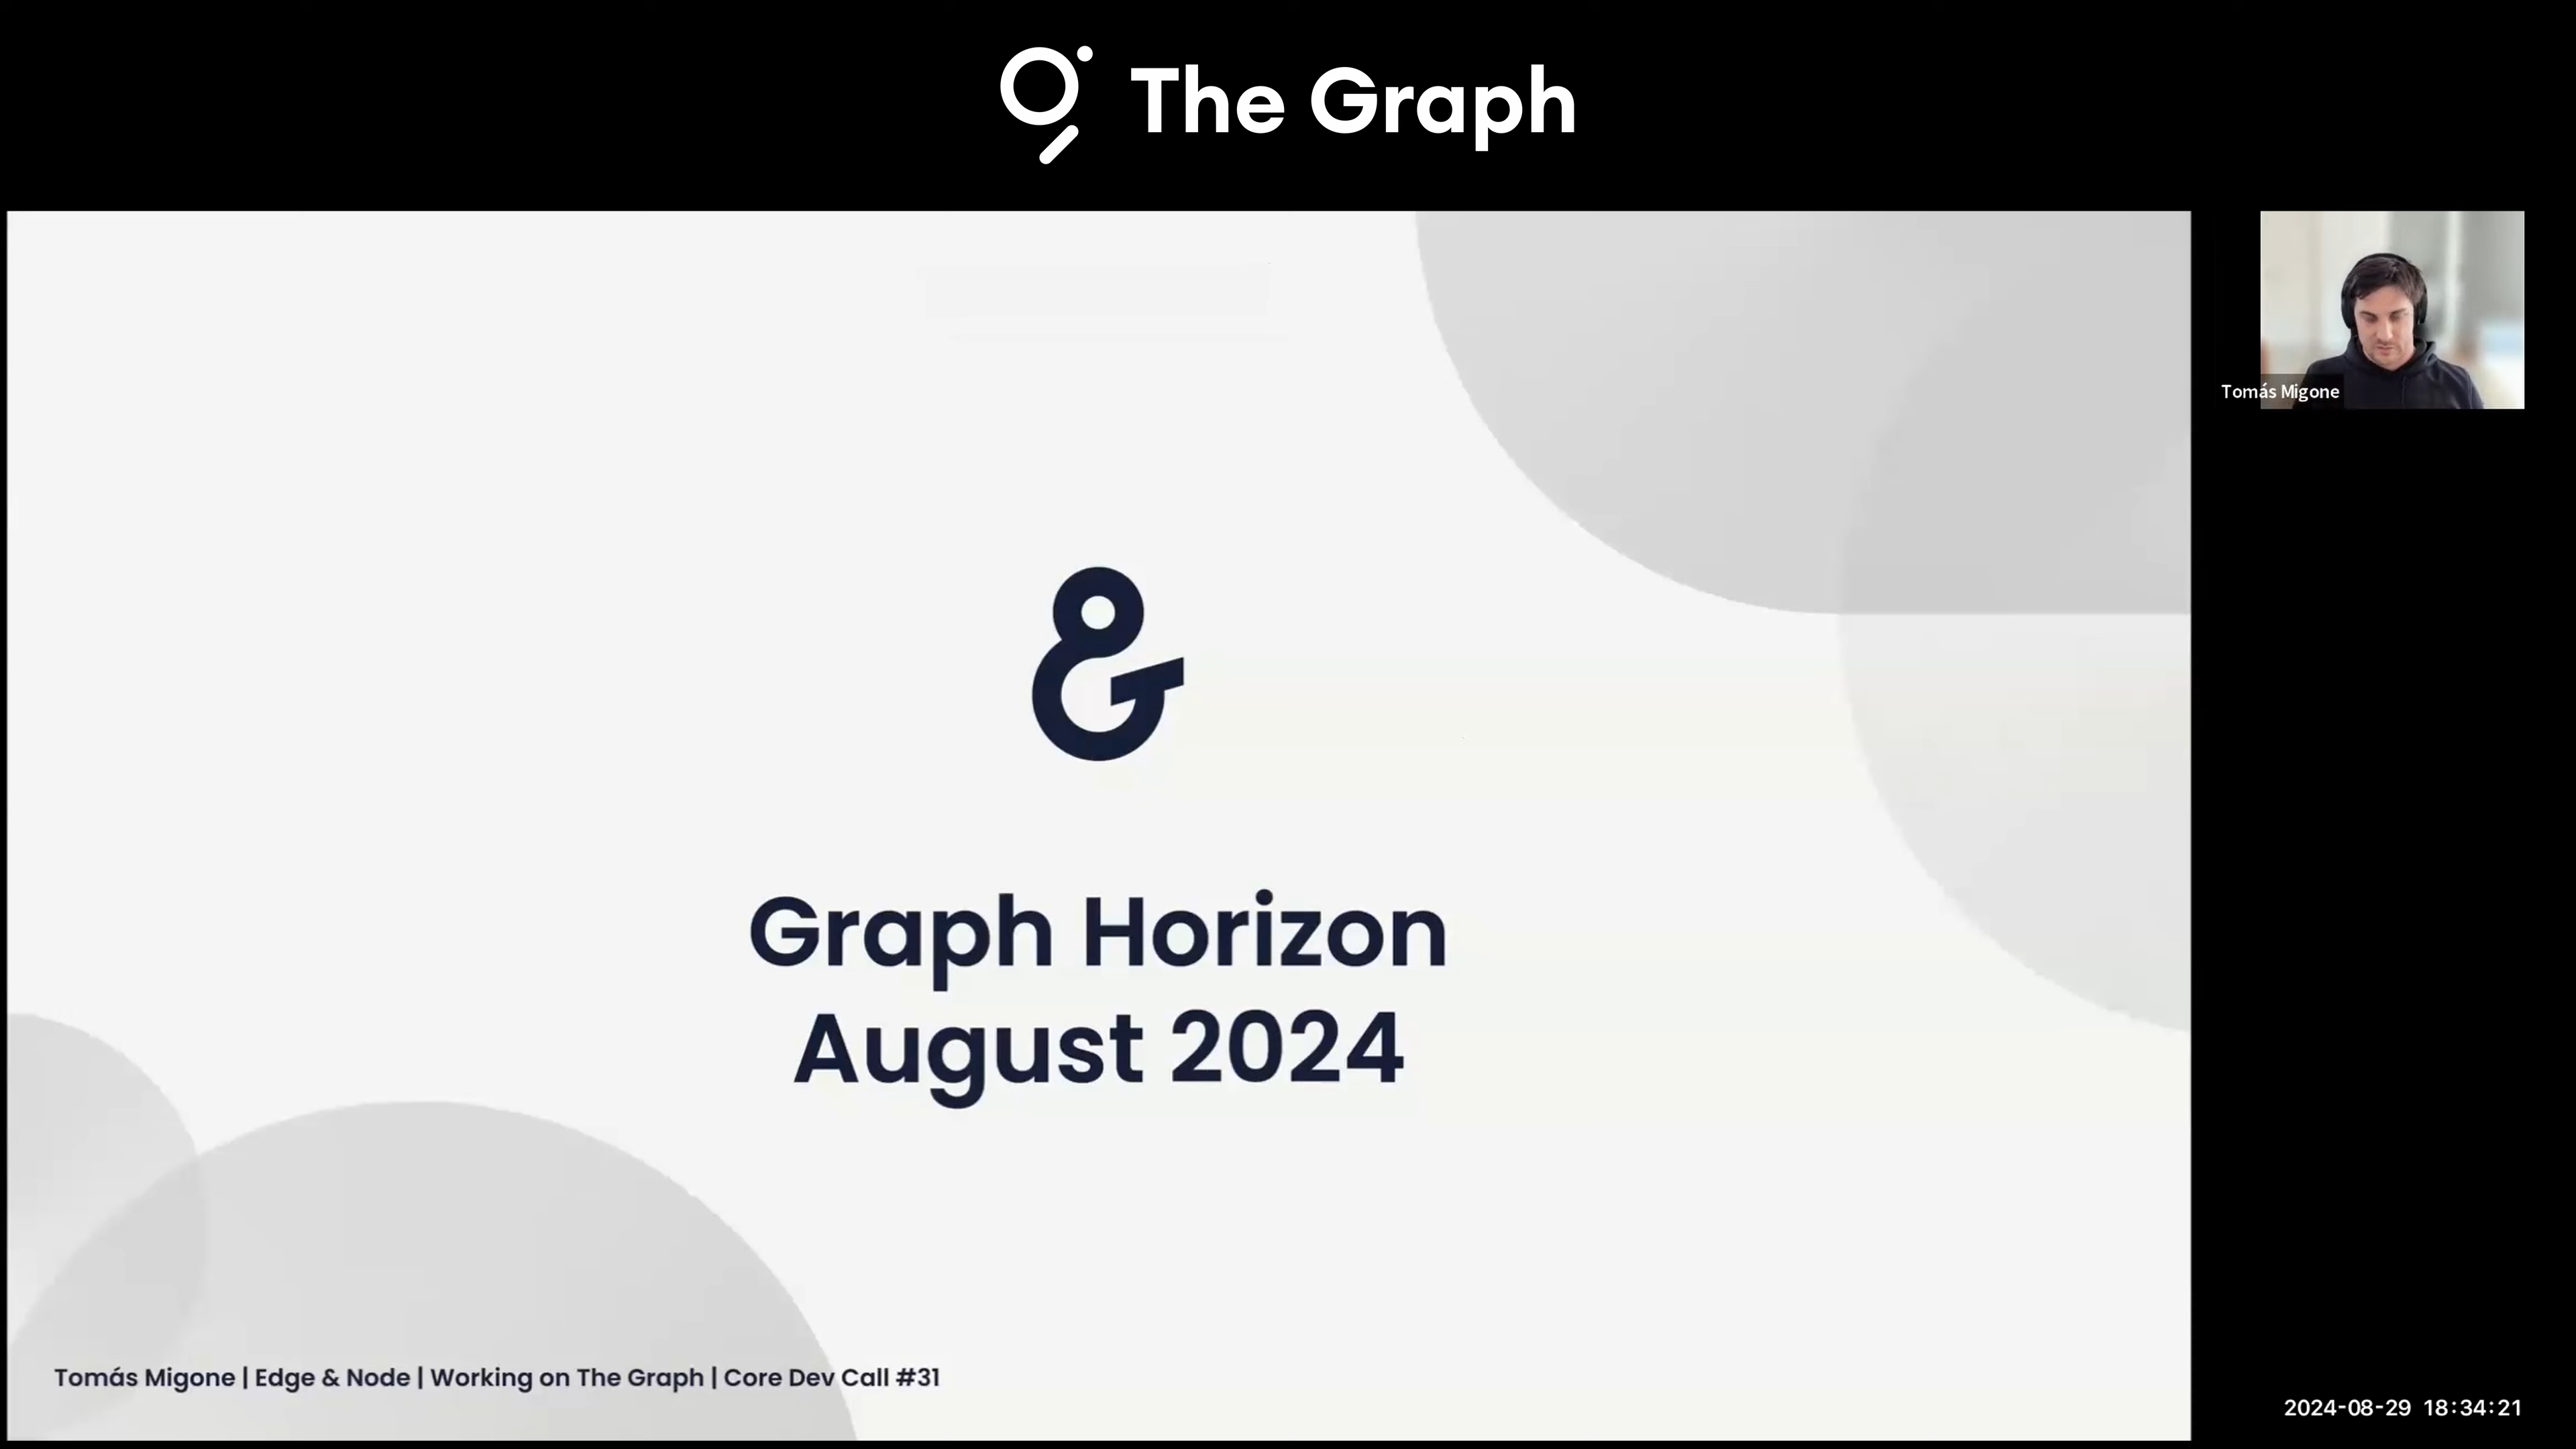 The Graph
Tomás Migone
&
Graph Horizon
August 2024
Tomás Migone | Edge & Node | Working on The Graph | Core Dev Call #31
2024-08-29 18:34:21